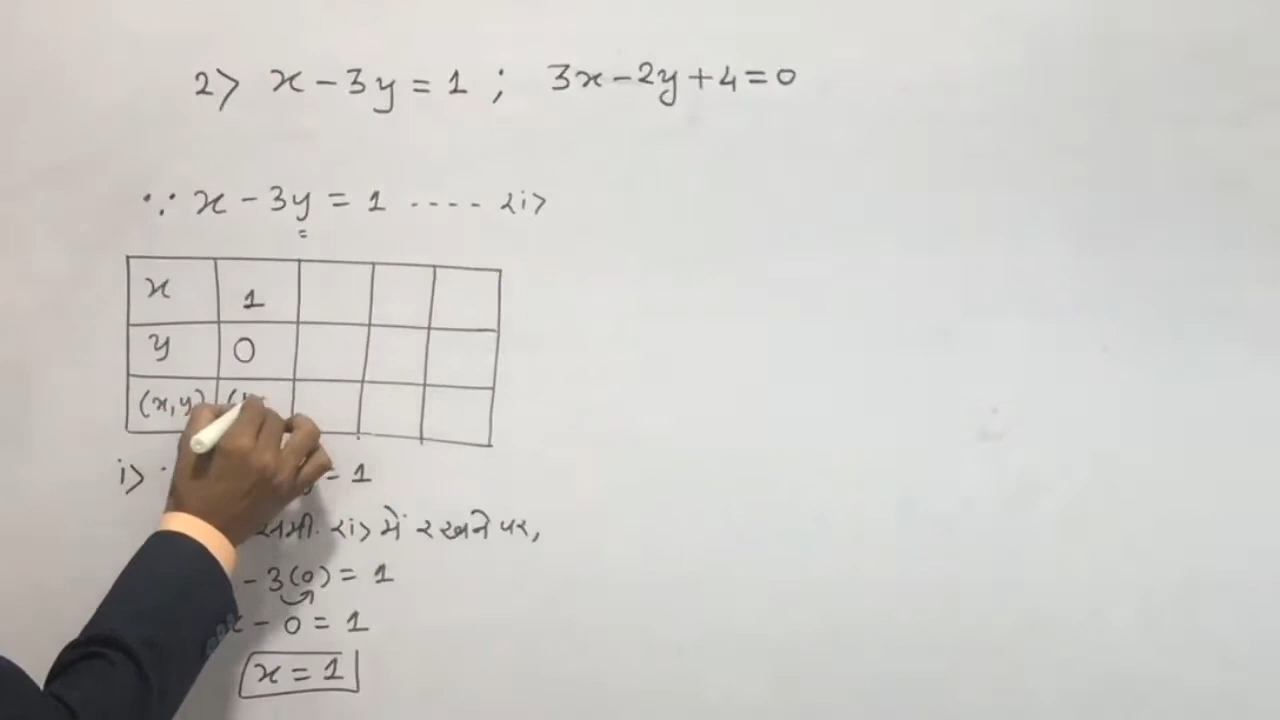 2> x - 3y = 1 ; 3x - 2y + 4 = 0
∵ x - 3y = 1 ---- <i>
x 1
y 0
(x,y) (1
i> = 1
समी. <i> में रखने पर,
- 3(0) = 1
x - 0 = 1
x = 1